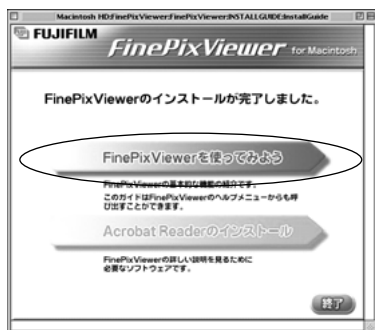 Macintosh HD:FinePixViewer:FinePixViewer:INSTALL GUIDE:InstallGuide
FUJIFILM
FinePixViewer for Macintosh
FinePixViewerのインストールが完了しました。
FinePixViewerを使ってみよう
FinePixViewerの基本的な機能の紹介です。
このガイドはFinePixViewerのヘルプメニューからも呼
び出すことができます。
Acrobat Readerのインストール
FinePixViewerの詳しい説明を見るために
必要なソフトウェアです。
終了